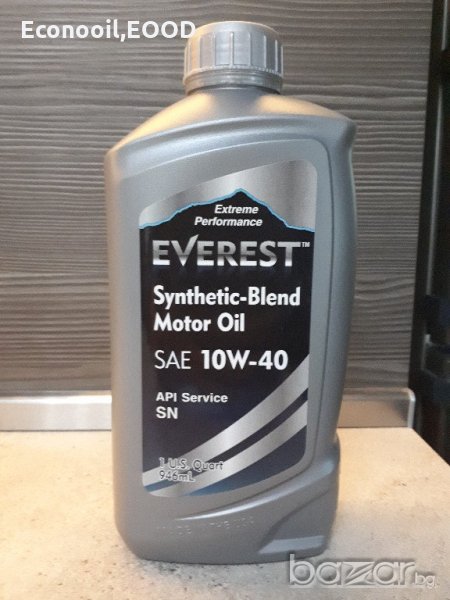 Econooil,EOOD
Extreme
Performance
EVEREST™
Synthetic-Blend
Motor Oil
SAE 10W-40
API Service
SN
1 U.S. Quart
946mL
bazar.bg